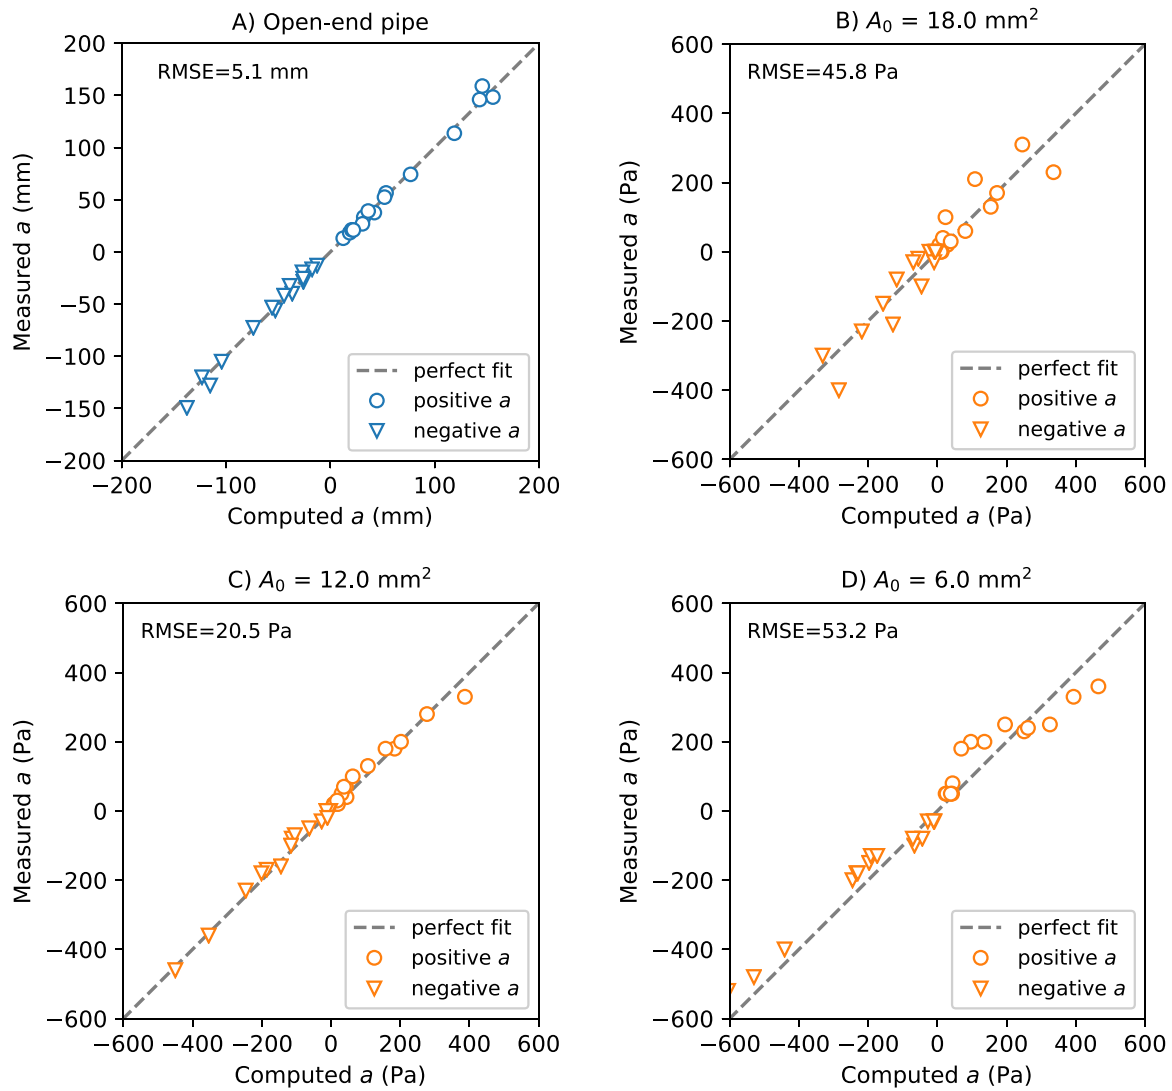 A) Open-end pipe
RMSE=5.1 mm
Measured a (mm)
200
150
100
50
0
−50
−100
−150
−200
−200 −100 0 100 200
Computed a (mm)
perfect fit
positive a
negative a
B) A₀ = 18.0 mm²
RMSE=45.8 Pa
Measured a (Pa)
600
400
200
0
−200
−400
−600
−600 −400 −200 0 200 400 600
Computed a (Pa)
perfect fit
positive a
negative a
C) A₀ = 12.0 mm²
RMSE=20.5 Pa
Measured a (Pa)
600
400
200
0
−200
−400
−600
−600 −400 −200 0 200 400 600
Computed a (Pa)
perfect fit
positive a
negative a
D) A₀ = 6.0 mm²
RMSE=53.2 Pa
Measured a (Pa)
600
400
200
0
−200
−400
−600
−600 −400 −200 0 200 400 600
Computed a (Pa)
perfect fit
positive a
negative a